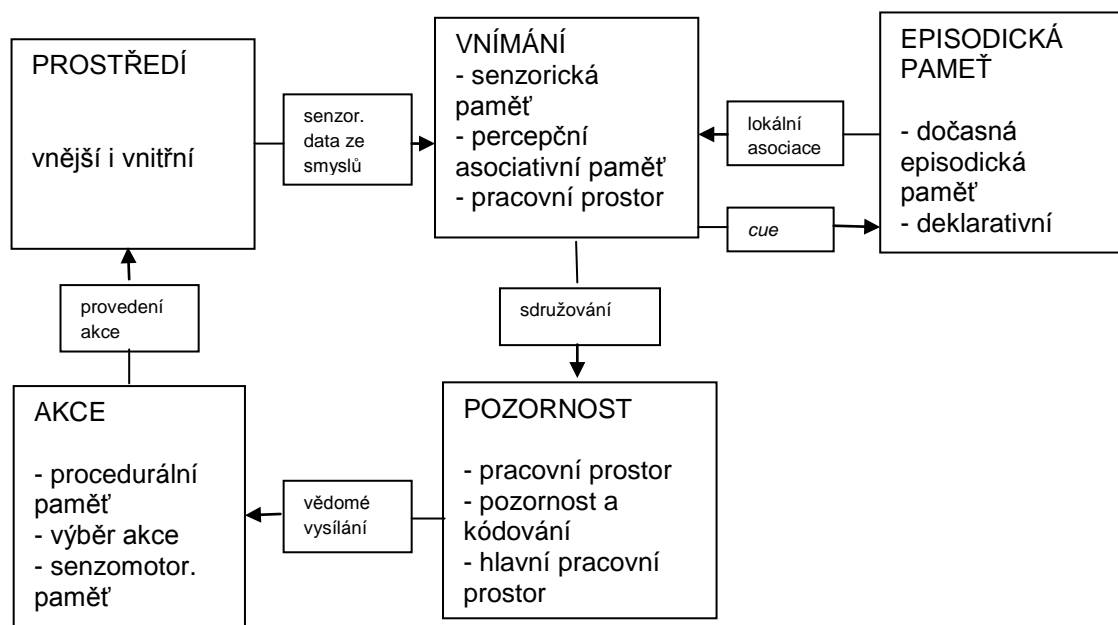 PROSTŘEDÍ
vnější i vnitřní
senzor.
data ze
smyslů
VNÍMÁNÍ
- senzorická
paměť
- percepční
asociativní paměť
- pracovní prostor
lokální
asociace
cue
EPISODICKÁ
PAMEŤ
- dočasná
episodická
paměť
- deklarativní
provedení
akce
sdružování
AKCE
- procedurální
paměť
- výběr akce
- senzomotor.
paměť
vědomé
vysílání
POZORNOST
- pracovní prostor
- pozornost a
kódování
- hlavní pracovní
prostor